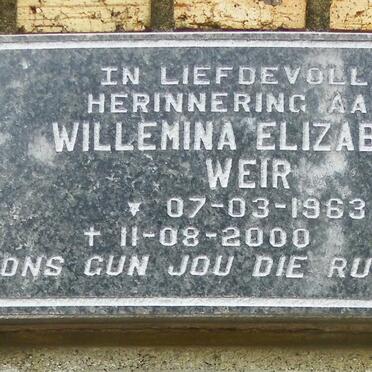 IN LIEFDEVOLL
HERINNERING AA
WILLEMINA ELIZAB
WEIR
* 07-03-1963
† 11-08-2000
ONS GUN JOU DIE RU